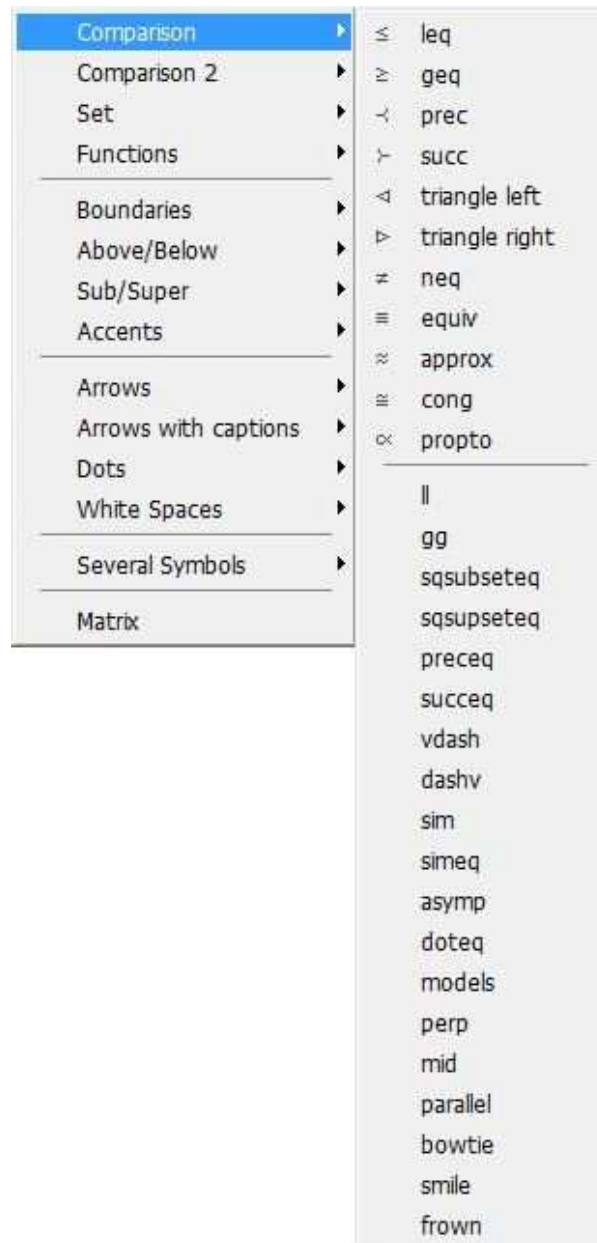 Comparison
Comparison 2
Set
Functions
Boundaries
Above/Below
Sub/Super
Accents
Arrows
Arrows with captions
Dots
White Spaces
Several Symbols
Matrix
≤ leq
≥ geq
≺ prec
≻ succ
⊲ triangle left
⊳ triangle right
≠ neq
≡ equiv
≈ approx
≅ cong
∝ propto
ll
gg
sqsubseteq
sqsupseteq
preceq
succeq
vdash
dashv
sim
simeq
asymp
doteq
models
perp
mid
parallel
bowtie
smile
frown